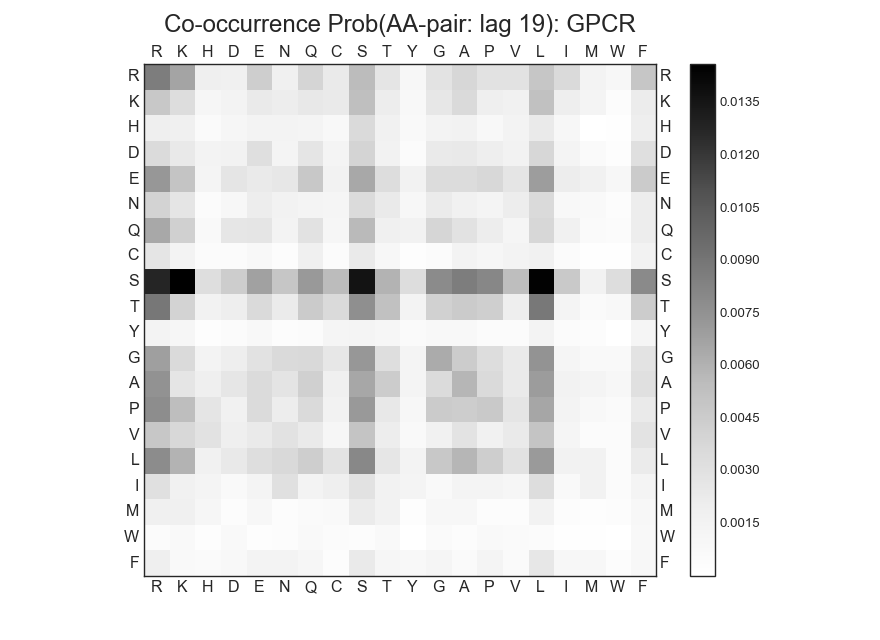 Co-occurrence Prob(AA-pair: lag 19): GPCR
R K H D E N Q C S T Y G A P V L I M W F
R R
K K
H H
D D
E E
N N
Q Q
C C
S S
T T
Y Y
G G
A A
P P
V V
L L
I I
M M
W W
F F
R K H D E N Q C S T Y G A P V L I M W F
0.0135
0.0120
0.0105
0.0090
0.0075
0.0060
0.0045
0.0030
0.0015